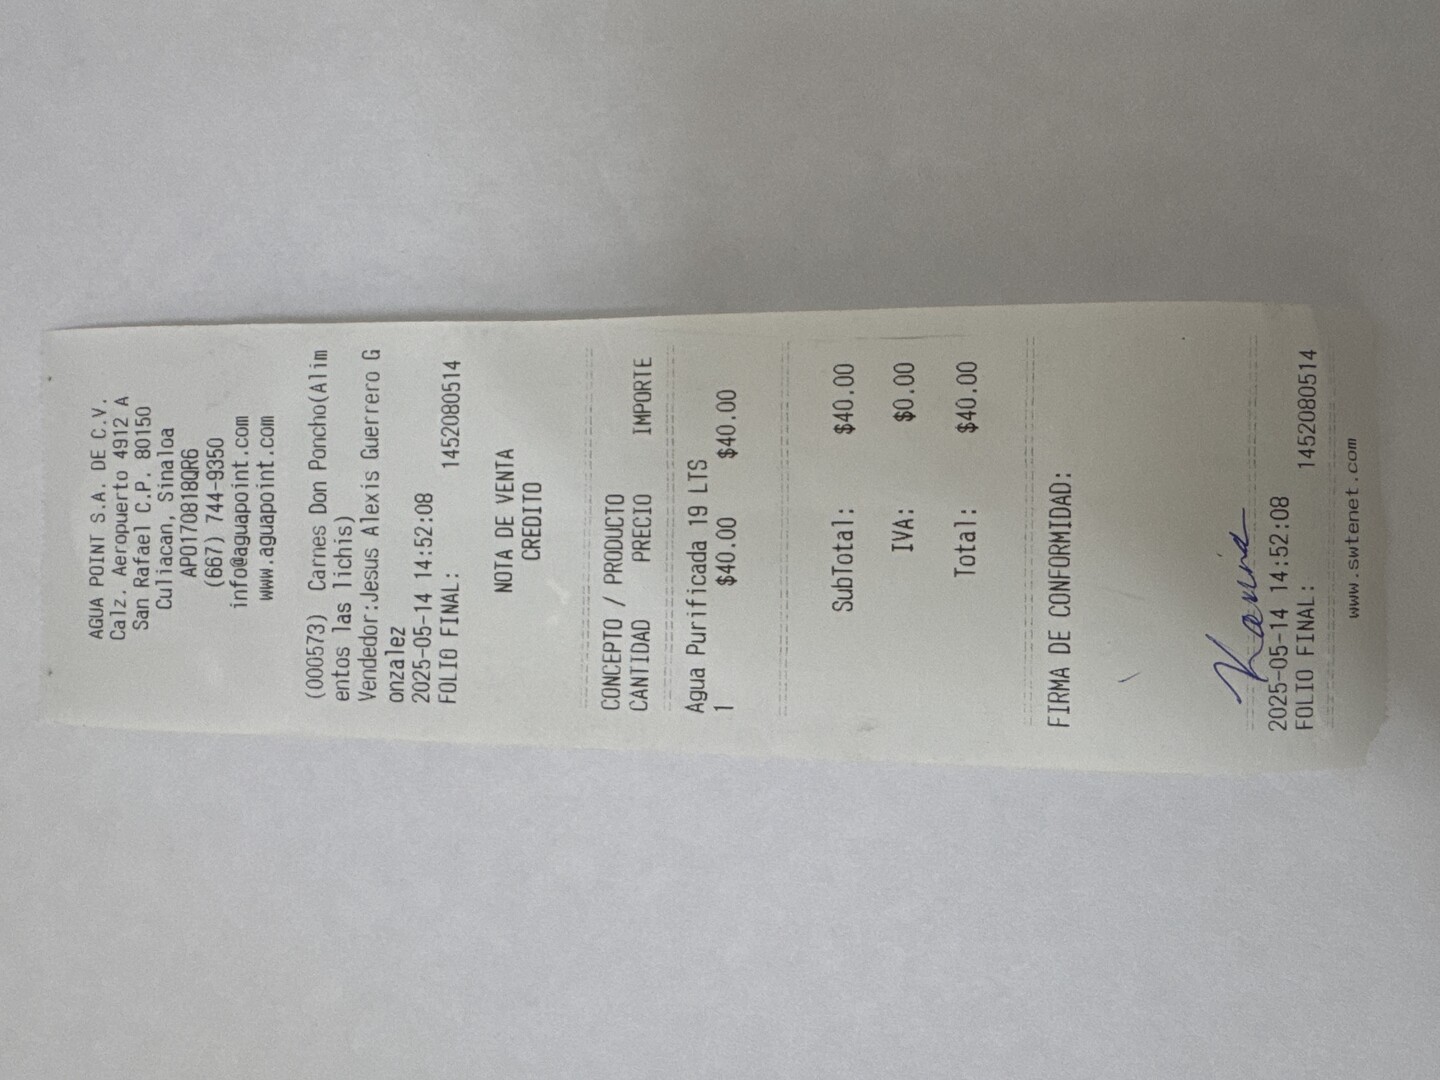 AGUA POINT S.A. DE C.V.
Calz. Aeropuerto 4912 A
San Rafael C.P. 80150
Culiacan, Sinaloa
APO170818QR6
(667) 744-9350
info@aguapoint.com
www.aguapoint.com
(000573) Carnes Don Poncho(Alim
entos las lichis)
Vendedor:Jesus Alexis Guerrero G
onzalez
2025-05-14 14:52:08
FOLIO FINAL: 1452080514
NOTA DE VENTA
CREDITO
CONCEPTO / PRODUCTO
CANTIDAD PRECIO IMPORTE
Agua Purificada 19 LTS
1 $40.00 $40.00
SubTotal: $40.00
IVA: $0.00
Total: $40.00
FIRMA DE CONFORMIDAD:
Karina
2025-05-14 14:52:08
FOLIO FINAL: 1452080514
www.swtenet.com